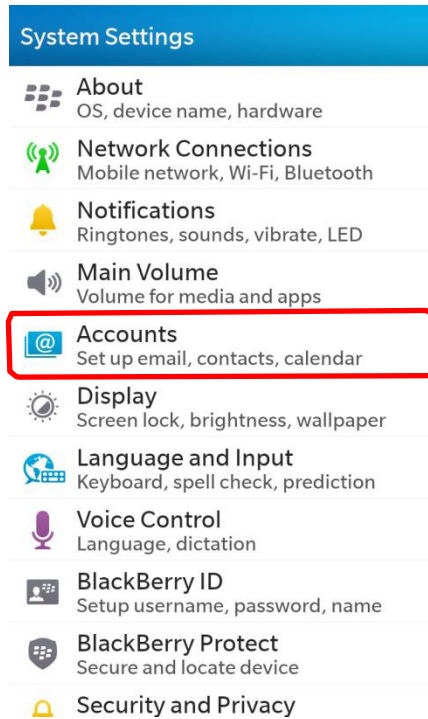 System Settings
About
OS, device name, hardware
Network Connections
Mobile network, Wi-Fi, Bluetooth
Notifications
Ringtones, sounds, vibrate, LED
Main Volume
Volume for media and apps
@
Accounts
Set up email, contacts, calendar
Display
Screen lock, brightness, wallpaper
Language and Input
Keyboard, spell check, prediction
Voice Control
Language, dictation
BlackBerry ID
Setup username, password, name
BlackBerry Protect
Secure and locate device
Security and Privacy